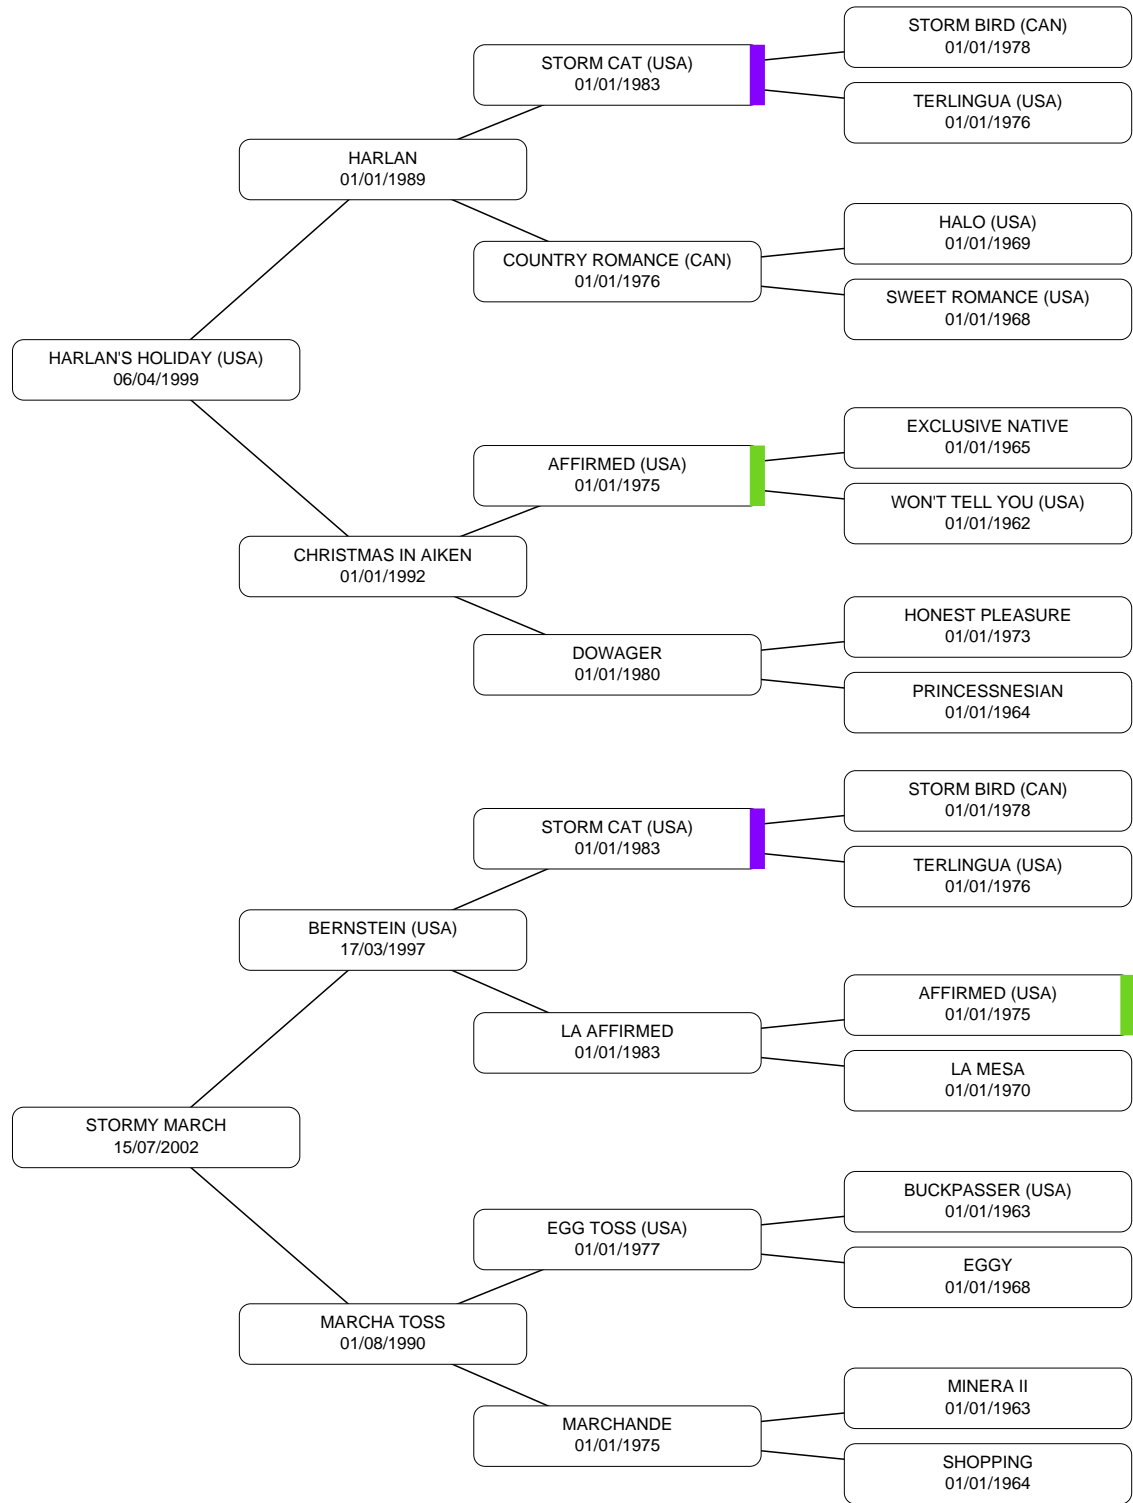 STORM BIRD (CAN)
01/01/1978
STORM CAT (USA)
01/01/1983
TERLINGUA (USA)
01/01/1976
HARLAN
01/01/1989
HALO (USA)
01/01/1969
COUNTRY ROMANCE (CAN)
01/01/1976
SWEET ROMANCE (USA)
01/01/1968
HARLAN'S HOLIDAY (USA)
06/04/1999
EXCLUSIVE NATIVE
01/01/1965
AFFIRMED (USA)
01/01/1975
WON'T TELL YOU (USA)
01/01/1962
CHRISTMAS IN AIKEN
01/01/1992
HONEST PLEASURE
01/01/1973
DOWAGER
01/01/1980
PRINCESSNESIAN
01/01/1964
STORM BIRD (CAN)
01/01/1978
STORM CAT (USA)
01/01/1983
TERLINGUA (USA)
01/01/1976
BERNSTEIN (USA)
17/03/1997
AFFIRMED (USA)
01/01/1975
LA AFFIRMED
01/01/1983
LA MESA
01/01/1970
STORMY MARCH
15/07/2002
BUCKPASSER (USA)
01/01/1963
EGG TOSS (USA)
01/01/1977
EGGY
01/01/1968
MARCHA TOSS
01/08/1990
MINERA II
01/01/1963
MARCHANDE
01/01/1975
SHOPPING
01/01/1964